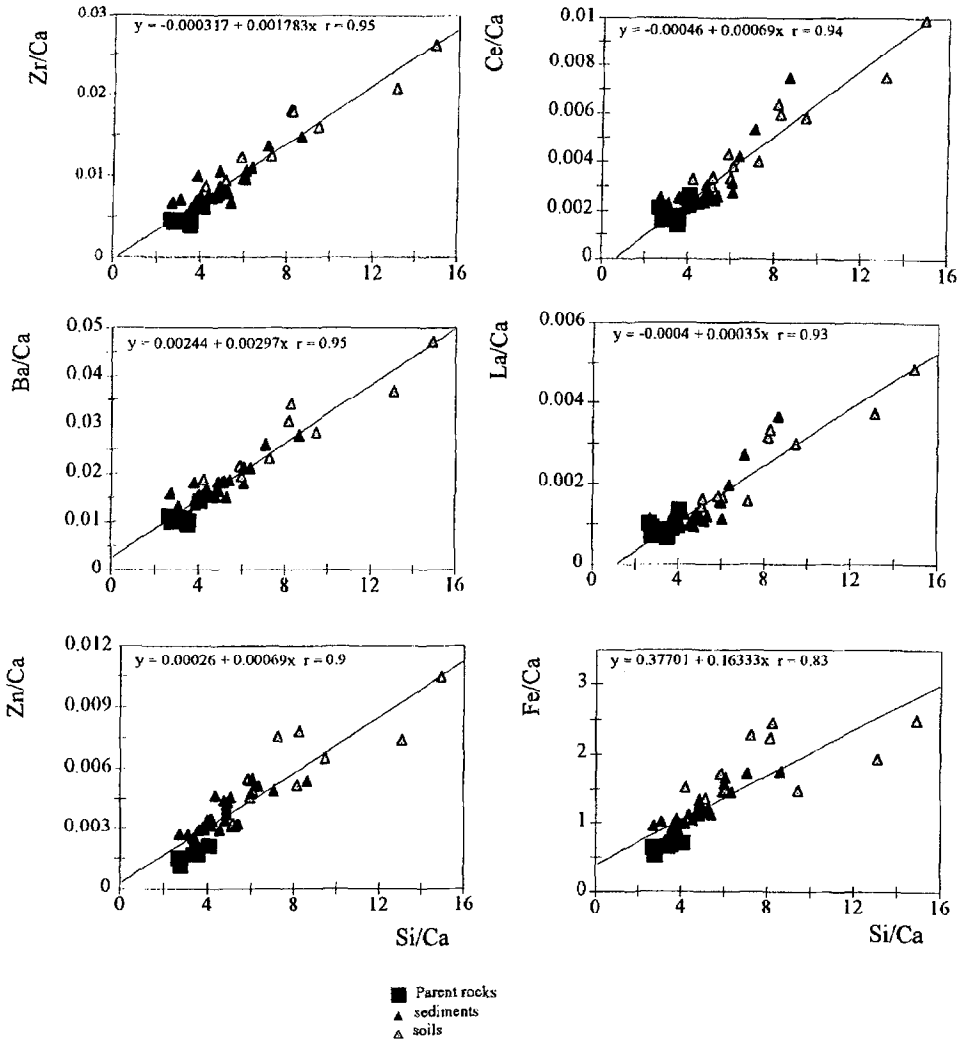 y = -0.000317 + 0.001783x r = 0.95
Zr/Ca
0.03
0.02
0.01
0
0 4 8 12 16
y = -0.00046 + 0.00069x r = 0.94
Ce/Ca
0.01
0.008
0.006
0.004
0.002
0
0 4 8 12 16
y = 0.00244 + 0.00297x r = 0.95
Ba/Ca
0.05
0.04
0.03
0.02
0.01
0
0 4 8 12 16
y = -0.0004 + 0.00035x r = 0.93
La/Ca
0.006
0.004
0.002
0
0 4 8 12 16
y = 0.00026 + 0.00069x r = 0.9
Zn/Ca
0.012
0.009
0.006
0.003
0
0 4 8 12 16
Si/Ca
y = 0.37701 + 0.16333x r = 0.83
Fe/Ca
3
2
1
0
0 4 8 12 16
Si/Ca
Parent rocks
sediments
soils